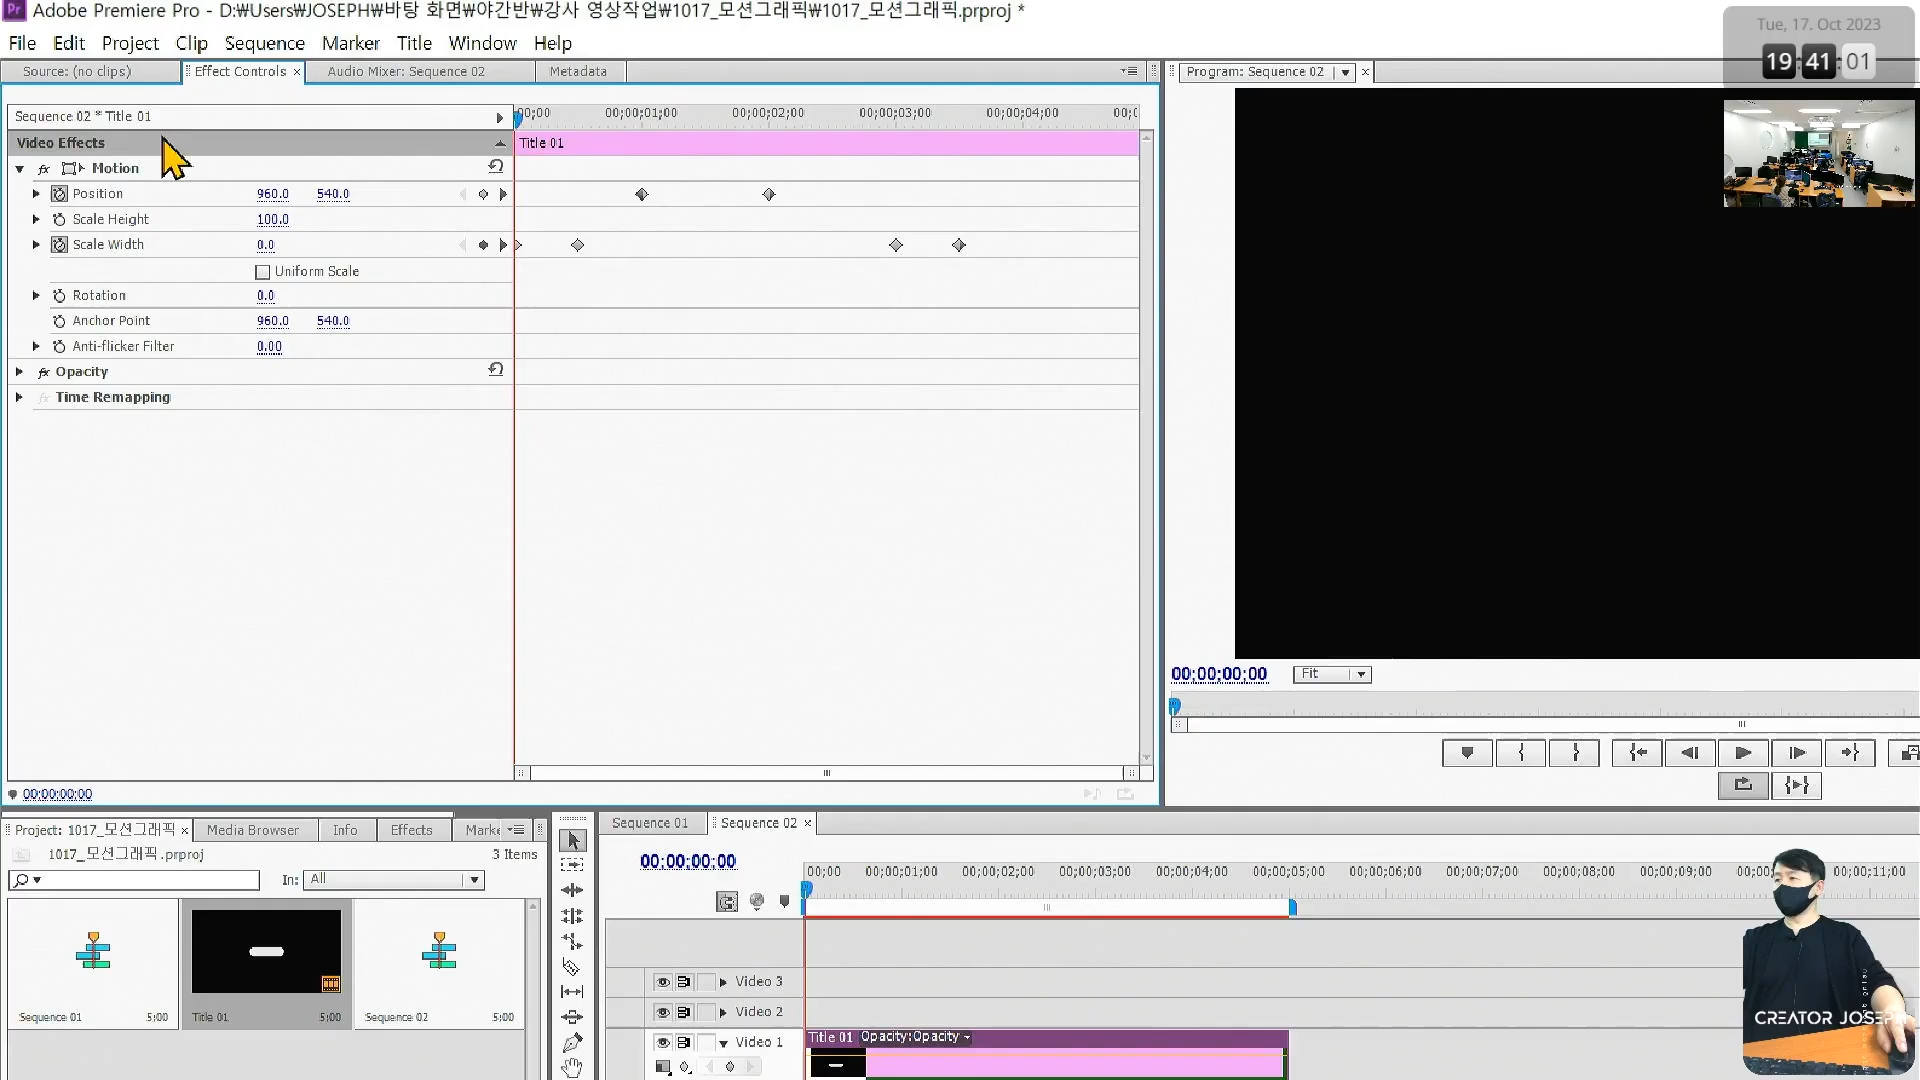 Adobe Premiere Pro - D:₩Users₩JOSEPH₩바탕 화면₩야간반₩강사 영상작업₩1017_모션그래픽₩1017_모션그래픽.prproj *
Tue, 17. Oct 2023
File Edit Project Clip Sequence Marker Title Window Help
19 41 01
Source: (no clips) Effect Controls × Audio Mixer: Sequence 02 Metadata Program: Sequence 02 ×
Sequence 02 * Title 01 00;00 00;00;01;00 00;00;02;00 00;00;03;00 00;00;04;00
Video Effects Title 01
fx Motion
Position 960.0 540.0
Scale Height 100.0
Scale Width 0.0
Uniform Scale
Rotation 0.0
Anchor Point 960.0 540.0
Anti-flicker Filter 0.00
fx Opacity
fx Time Remapping
00;00;00;00 Fit
00;00;00;00
Project: 1017_모션그래픽 × Media Browser Info Effects Sequence 01 Sequence 02 ×
1017_모션그래픽.prproj 3 Items
00;00;00;00
In: All
00;00 00;00;01;00 00;00;02;00 00;00;03;00 00;00;04;00 00;00;05;00 00;00;06;00 00;00;07;00 00;00;08;00 00;00;09;00 00;00;11;00
Video 3
Sequence 01 5;00 Title 01 5;00 Sequence 02 5;00
Video 2
CREATOR JOSEPH
Title 01 Opacity:Opacity
Video 1